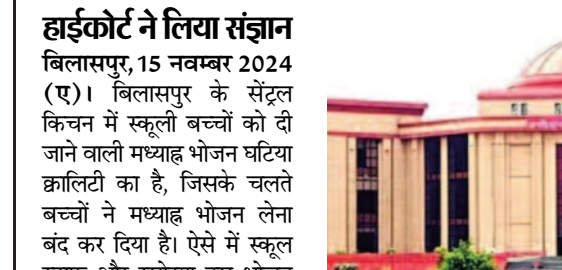 हाईकोर्ट ने लिया संज्ञान
बिलासपुर, 15 नवम्बर 2024
(ए)। बिलासपुर के सेंट्रल
किचन में स्कूली बच्चों को दी
जाने वाली मध्याह्न भोजन घटिया
क्वालिटी का है, जिसके चलते
बच्चों ने मध्याह्न भोजन लेना
बंद कर दिया है। ऐसे में स्कूल